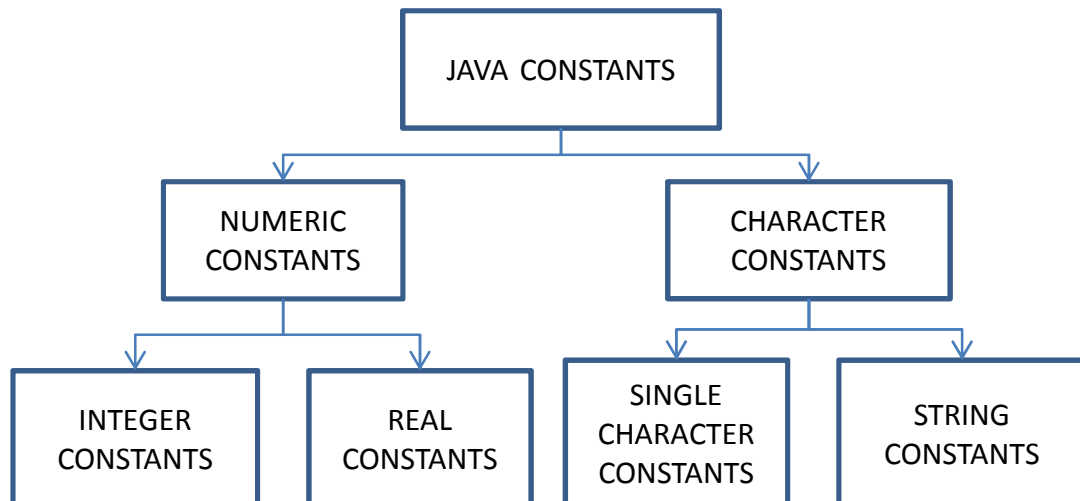 JAVA CONSTANTS
NUMERIC
CONSTANTS
CHARACTER
CONSTANTS
INTEGER
CONSTANTS
REAL
CONSTANTS
SINGLE
CHARACTER
CONSTANTS
STRING
CONSTANTS